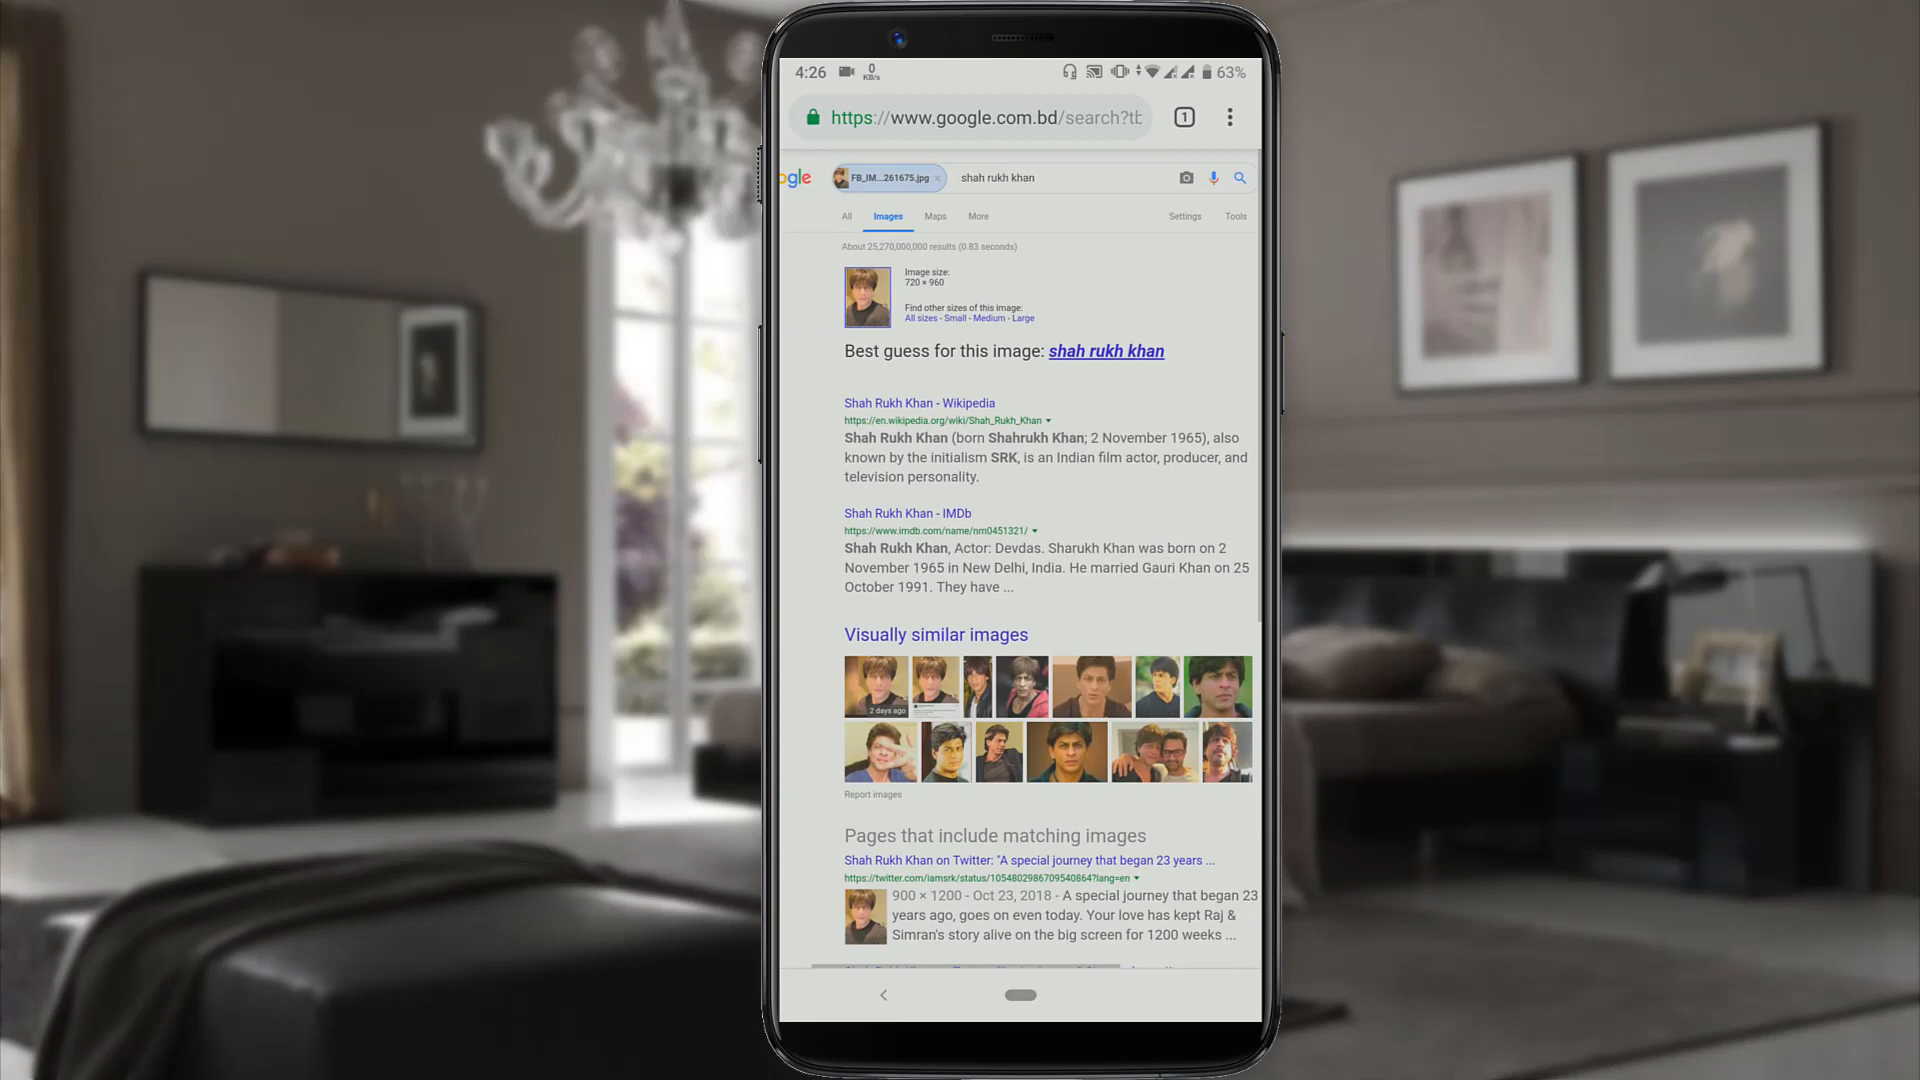 4:26 0 KB/s 63%
https://www.google.com.bd/search?tb 1
ogle FB_IM...261675.jpg × shah rukh khan
All Images Maps More Settings Tools
About 25,270,000,000 results (0.83 seconds)
Image size:
720 × 960
Find other sizes of this image:
All sizes - Small - Medium - Large
Best guess for this image: shah rukh khan
Shah Rukh Khan - Wikipedia
https://en.wikipedia.org/wiki/Shah_Rukh_Khan
Shah Rukh Khan (born Shahrukh Khan; 2 November 1965), also
known by the initialism SRK, is an Indian film actor, producer, and
television personality.
Shah Rukh Khan - IMDb
https://www.imdb.com/name/nm0451321/
Shah Rukh Khan, Actor: Devdas. Sharukh Khan was born on 2
November 1965 in New Delhi, India. He married Gauri Khan on 25
October 1991. They have ...
Visually similar images
2 days ago
Report images
Pages that include matching images
Shah Rukh Khan on Twitter: "A special journey that began 23 years ...
https://twitter.com/iamsrk/status/1054802986709540864?lang=en
900 × 1200 - Oct 23, 2018 - A special journey that began 23
years ago, goes on even today. Your love has kept Raj &
Simran's story alive on the big screen for 1200 weeks ...